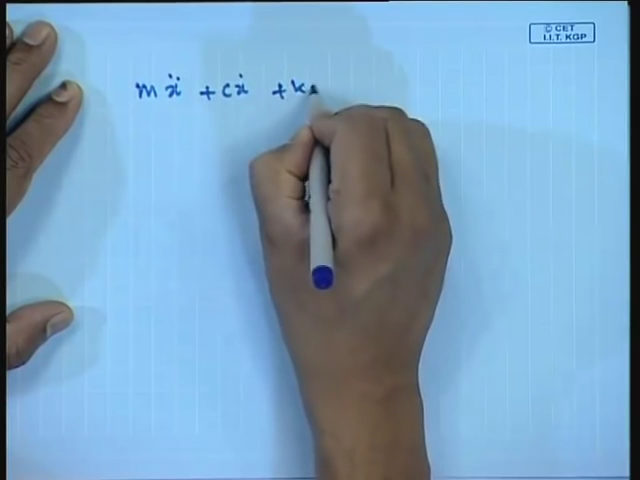 © CET
I.I.T. KGP
mẍ + cẋ + k